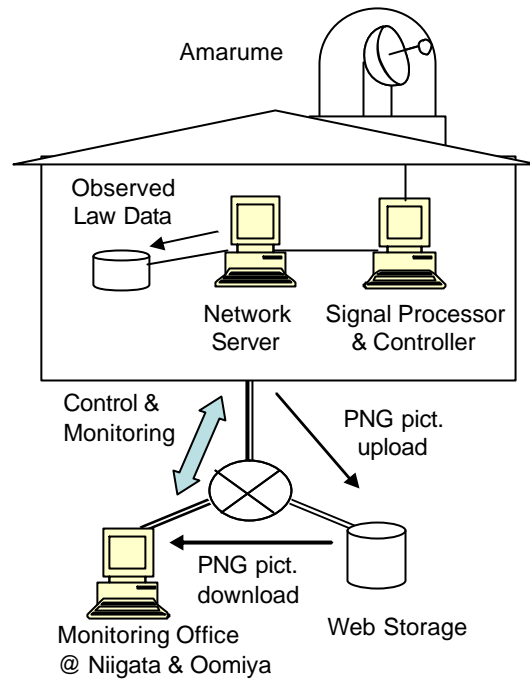 Amarume
Observed
Law Data
Network
Server
Signal Processor
& Controller
Control &
Monitoring
PNG pict.
upload
PNG pict.
download
Monitoring Office
@ Niigata & Oomiya
Web Storage